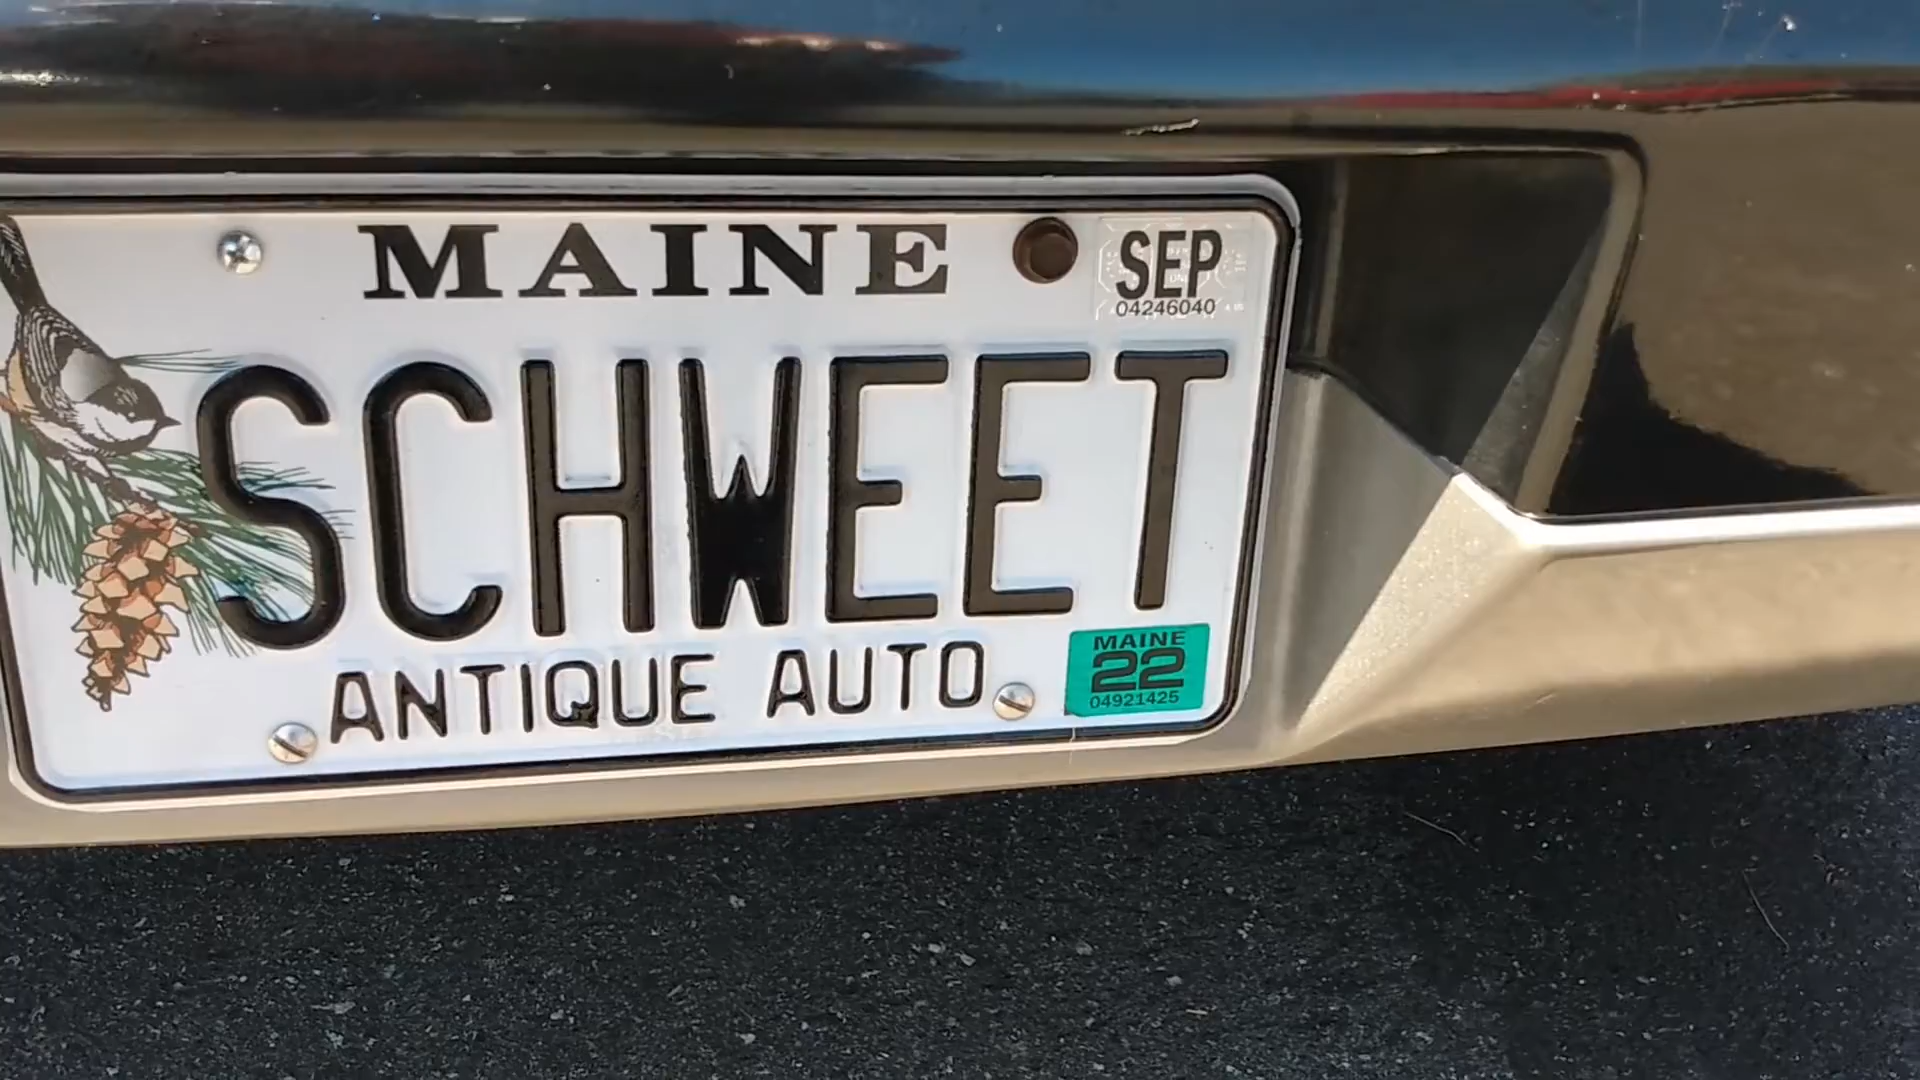 MAINE
SEP
04246040
SCHWEET
ANTIQUE AUTO
MAINE
22
04921425